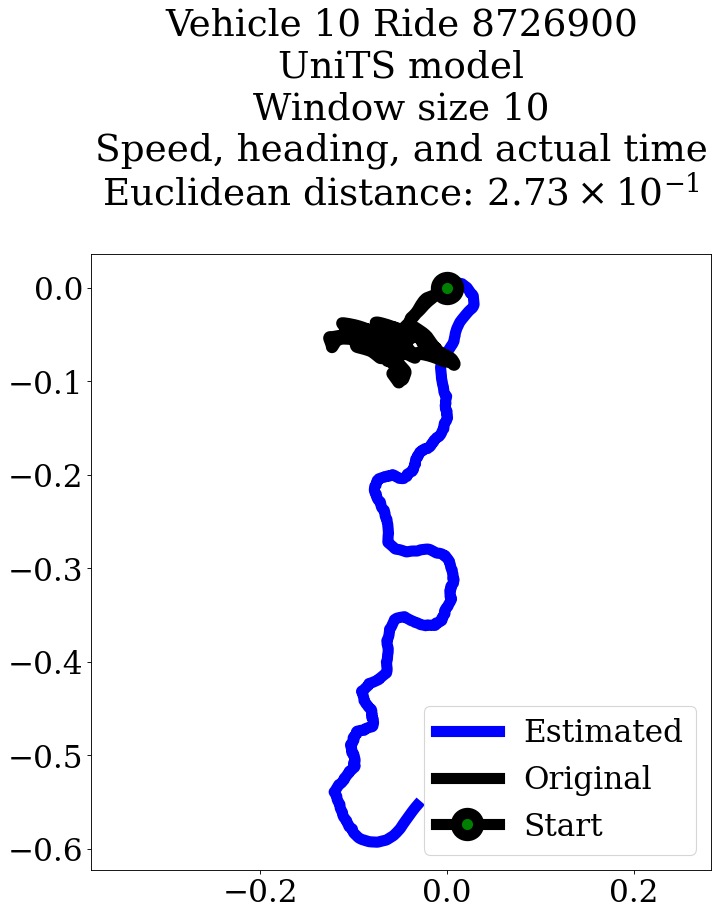 Vehicle 10 Ride 8726900
UniTS model
Window size 10
Speed, heading, and actual time
Euclidean distance: 2.73 × 10⁻¹
0.0
−0.1
−0.2
−0.3
−0.4
−0.5
−0.6
Estimated
Original
Start
−0.2 0.0 0.2